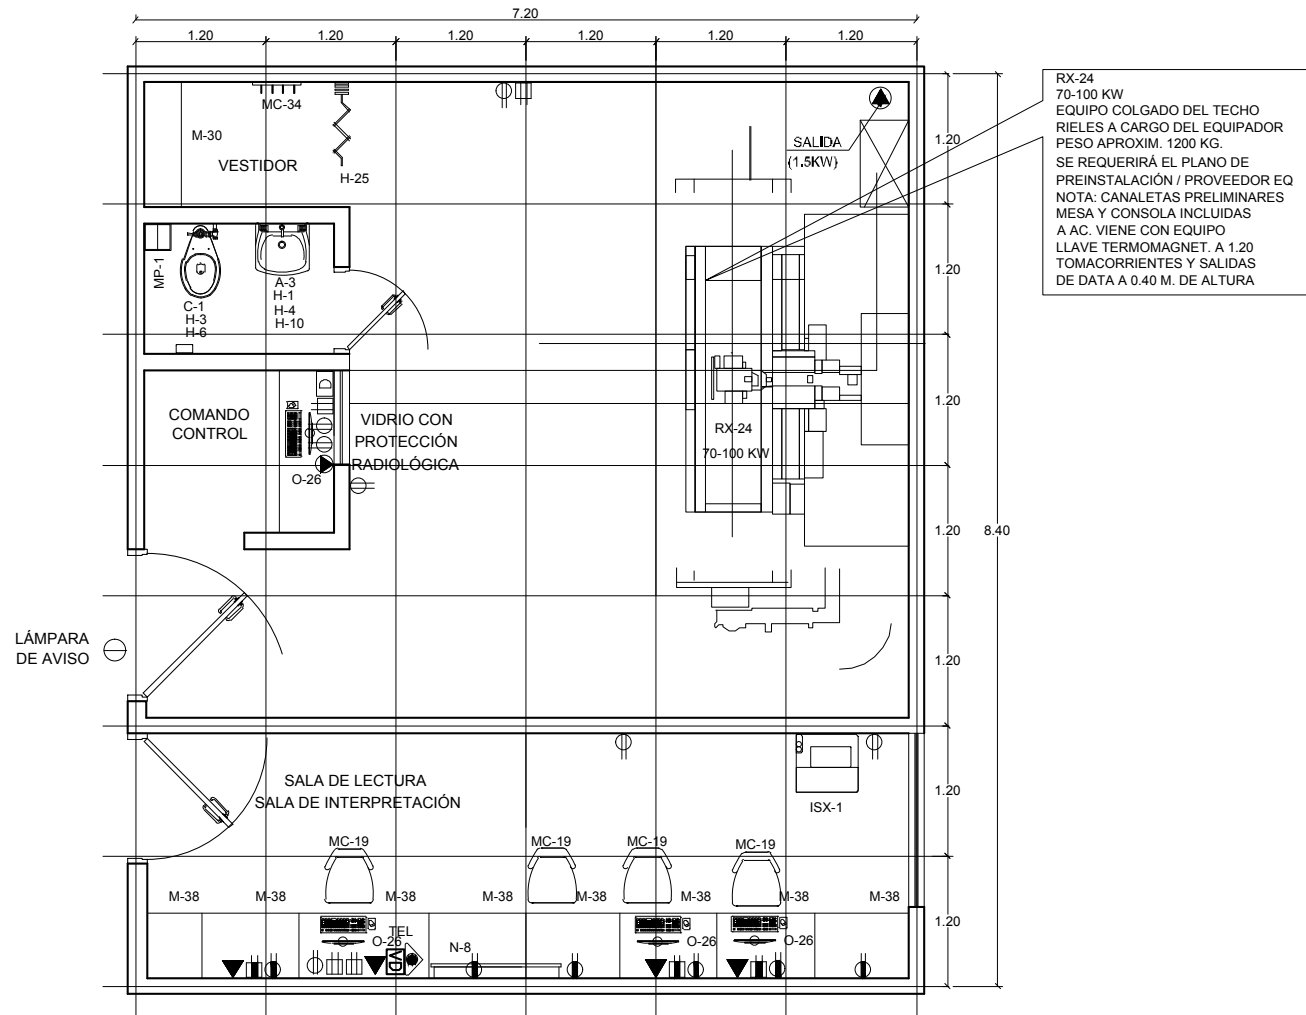 7.20
1.20
1.20
1.20
1.20
1.20
1.20
RX-24
70-100 KW
EQUIPO COLGADO DEL TECHO
RIELES A CARGO DEL EQUIPADOR
PESO APROXIM. 1200 KG.
SE REQUERIRÁ EL PLANO DE
PREINSTALACIÓN / PROVEEDOR EQ
NOTA: CANALETAS PRELIMINARES
MESA Y CONSOLA INCLUIDAS
A AC. VIENE CON EQUIPO
LLAVE TERMOMAGNET. A 1.20
TOMACORRIENTES Y SALIDAS
DE DATA A 0.40 M. DE ALTURA
MC-34
M-30
VESTIDOR
H-25
SALIDA
(1.5KW)
1.20
MP-1
C-1
H-3
H-6
A-3
H-1
H-4
H-10
1.20
COMANDO
CONTROL
D
O-26
VIDRIO CON
PROTECCIÓN
RADIOLÓGICA
RX-24
70-100 KW
1.20
1.20
8.40
LÁMPARA
DE AVISO
1.20
SALA DE LECTURA
SALA DE INTERPRETACIÓN
ISX-1
1.20
MC-19
MC-19
MC-19
MC-19
M-38
M-38
M-38
M-38
M-38
M-38
M-38
M-38
1.20
TEL
O-26
VD
N-8
O-26
O-26